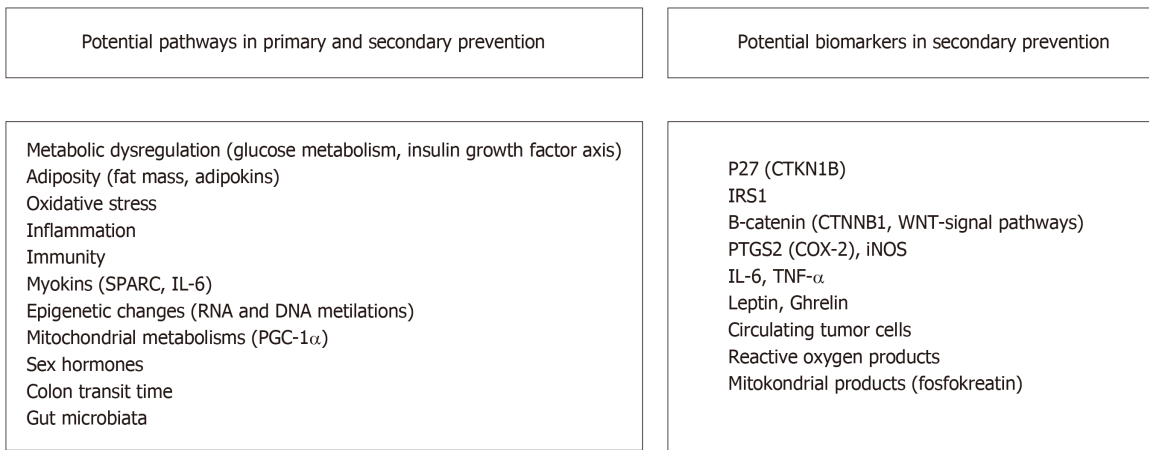 Potential pathways in primary and secondary prevention
Metabolic dysregulation (glucose metabolism, insulin growth factor axis)
Adiposity (fat mass, adipokins)
Oxidative stress
Inflammation
Immunity
Myokins (SPARC, IL-6)
Epigenetic changes (RNA and DNA metilations)
Mitochondrial metabolisms (PGC-1α)
Sex hormones
Colon transit time
Gut microbiata
Potential biomarkers in secondary prevention
P27 (CTKN1B)
IRS1
B-catenin (CTNNB1, WNT-signal pathways)
PTGS2 (COX-2), iNOS
IL-6, TNF-α
Leptin, Ghrelin
Circulating tumor cells
Reactive oxygen products
Mitokondrial products (fosfokreatin)